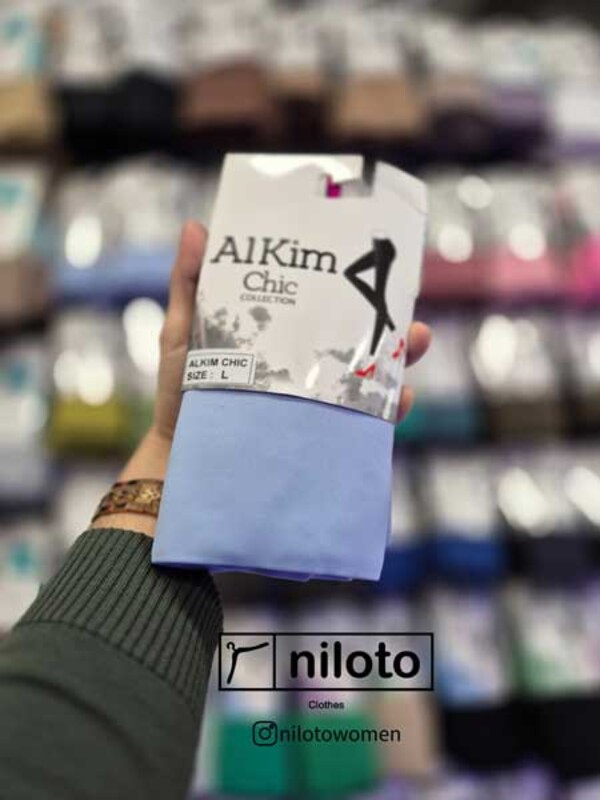 AlKim
Chic
COLLECTION
ALKIM CHIC
SIZE : L
niloto
Clothes
nilotowomen